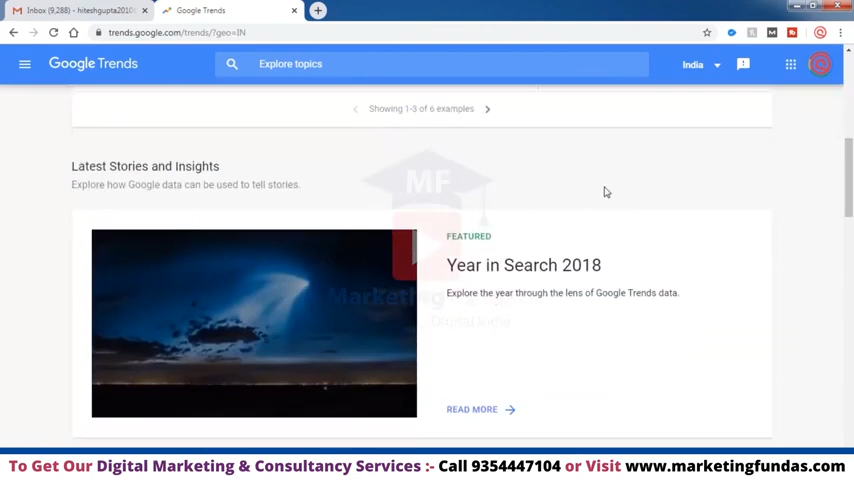 Inbox (9,288) - hiteshgupta2010
Google Trends
trends.google.com/trends/?geo=IN
Google Trends
Explore topics
India
Showing 1-3 of 6 examples
Latest Stories and Insights
Explore how Google data can be used to tell stories.
MF
FEATURED
Year in Search 2018
Explore the year through the lens of Google Trends data.
Digital India
READ MORE
To Get Our Digital Marketing & Consultancy Services :- Call 9354447104 or Visit www.marketingfundas.com